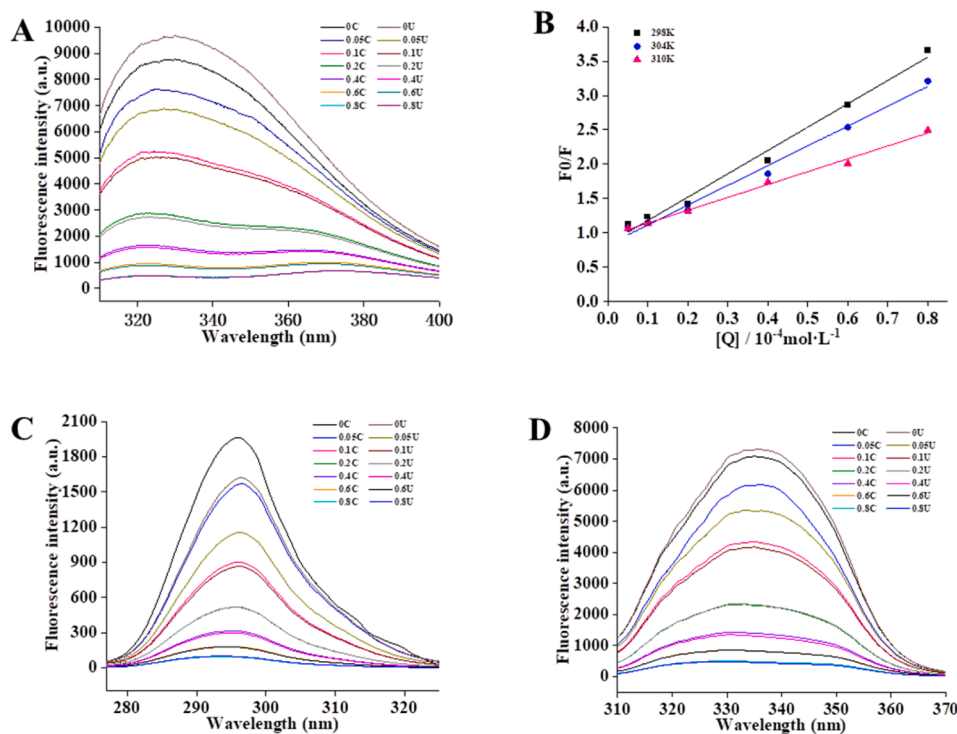 A
0C 0U
0.05C 0.05U
0.1C 0.1U
0.2C 0.2U
0.4C 0.4U
0.6C 0.6U
0.8C 0.8U
10000
9000
8000
7000
6000
5000
4000
3000
2000
1000
0
Fluorescence intensity (a.u.)
320 340 360 380 400
Wavelength (nm)
B
298K
304K
310K
4.0
3.5
3.0
2.5
2.0
1.5
1.0
0.5
0.0
F0/F
0.0 0.1 0.2 0.3 0.4 0.5 0.6 0.7 0.8
[Q] / 10⁻⁴mol·L⁻¹
C
0C 0U
0.05C 0.05U
0.1C 0.1U
0.2C 0.2U
0.4C 0.4U
0.6C 0.6U
0.8C 0.8U
2100
1800
1500
1200
900
600
300
0
Fluorescence intensity (a.u.)
280 290 300 310 320
Wavelength (nm)
D
0C 0U
0.05C 0.05U
0.1C 0.1U
0.2C 0.2U
0.4C 0.4U
0.6C 0.6U
0.8C 0.8U
8000
7000
6000
5000
4000
3000
2000
1000
0
Fluorescence intensity (a.u.)
310 320 330 340 350 360 370
Wavelength (nm)